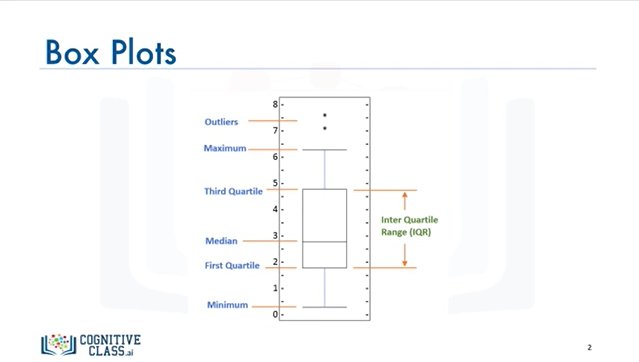 Box Plots
8
Outliers
7
Maximum
6
5
Third Quartile
4
Inter Quartile
Range (IQR)
3
Median
2
First Quartile
1
Minimum
0
COGNITIVE
CLASS.ai
2